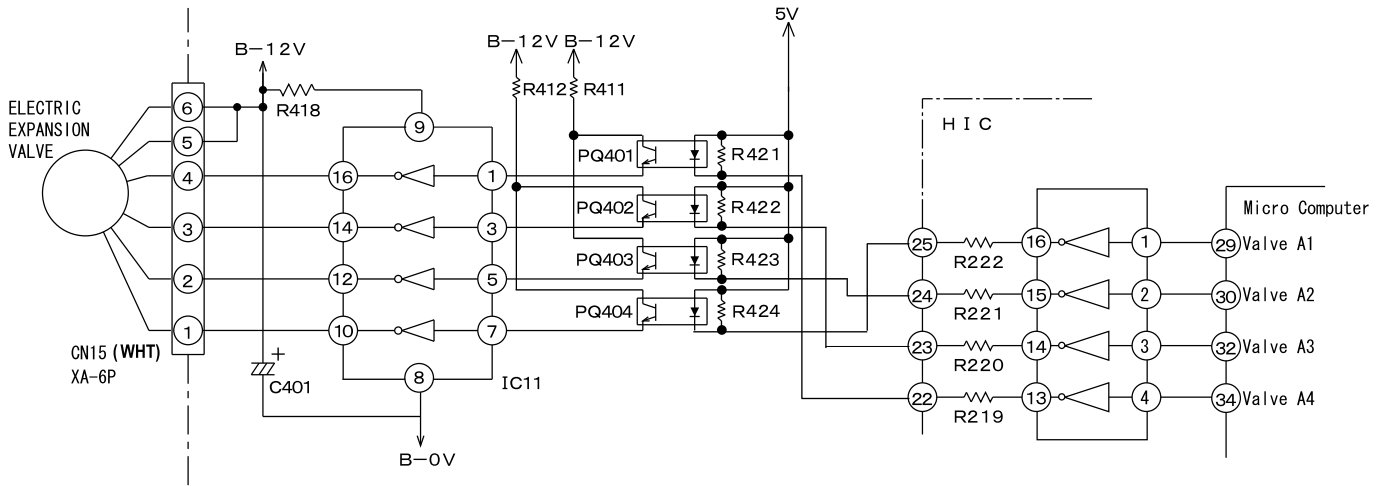 5V
B-12V
B-12V B-12V
R412 R411
R418
ELECTRIC
EXPANSION
VALVE
6
5
4
3
2
1
CN15 (WHT)
XA-6P
+
C401
9
16
14
12
10
1
3
5
7
8
IC11
B-0V
PQ401
PQ402
PQ403
PQ404
R421
R422
R423
R424
HIC
25
24
23
22
R222
R221
R220
R219
16
15
14
13
1
2
3
4
Micro Computer
29 Valve A1
30 Valve A2
32 Valve A3
34 Valve A4